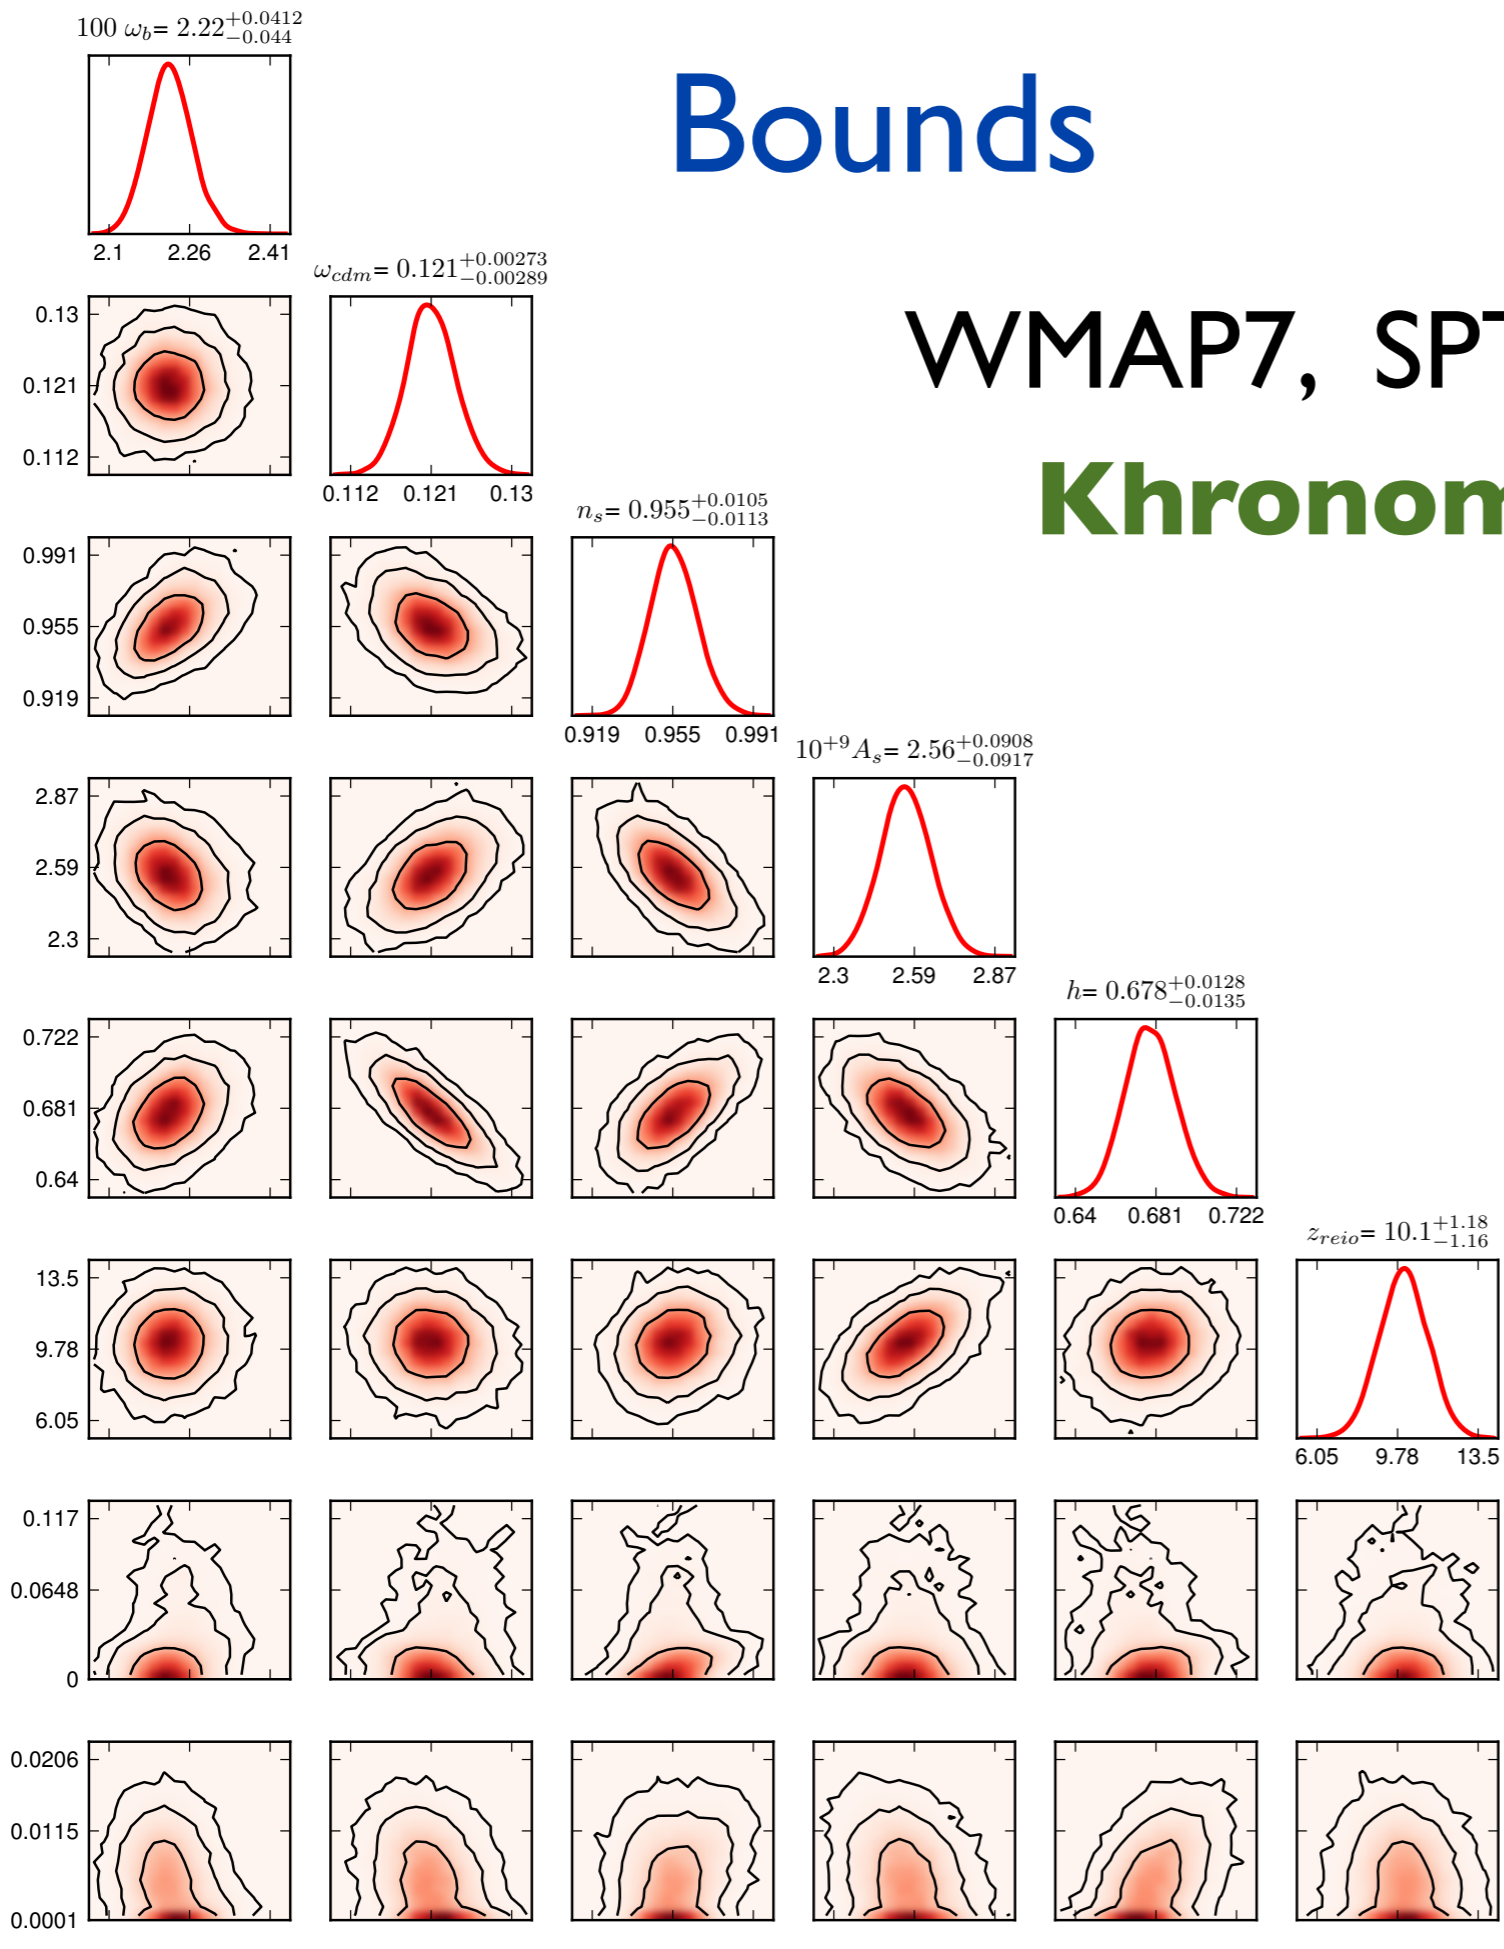 100 ω_b= 2.22^{+0.0412}_{-0.044}
Bounds
2.1 2.26 2.41
ω_{cdm}= 0.121^{+0.00273}_{-0.00289}
WMAP7, SPT
Khronom
0.13
0.121
0.112
0.112 0.121 0.13
n_s= 0.955^{+0.0105}_{-0.0113}
0.991
0.955
0.919
0.919 0.955 0.991
10^{+9}A_s= 2.56^{+0.0908}_{-0.0917}
2.87
2.59
2.3
2.3 2.59 2.87
h= 0.678^{+0.0128}_{-0.0135}
0.722
0.681
0.64
0.64 0.681 0.722
z_{reio}= 10.1^{+1.18}_{-1.16}
13.5
9.78
6.05
6.05 9.78 13.5
0.117
0.0648
0
0.0206
0.0115
0.0001